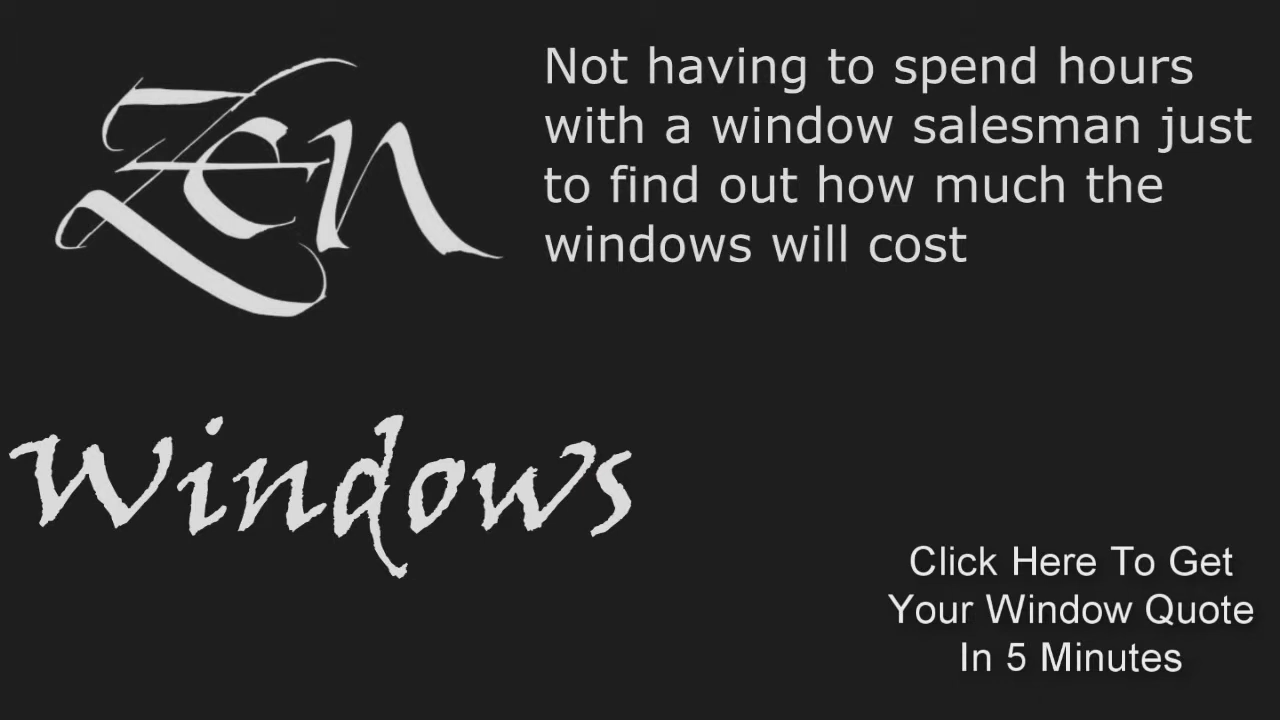 Zen
Not having to spend hours
with a window salesman just
to find out how much the
windows will cost
Windows
Click Here To Get
Your Window Quote
In 5 Minutes